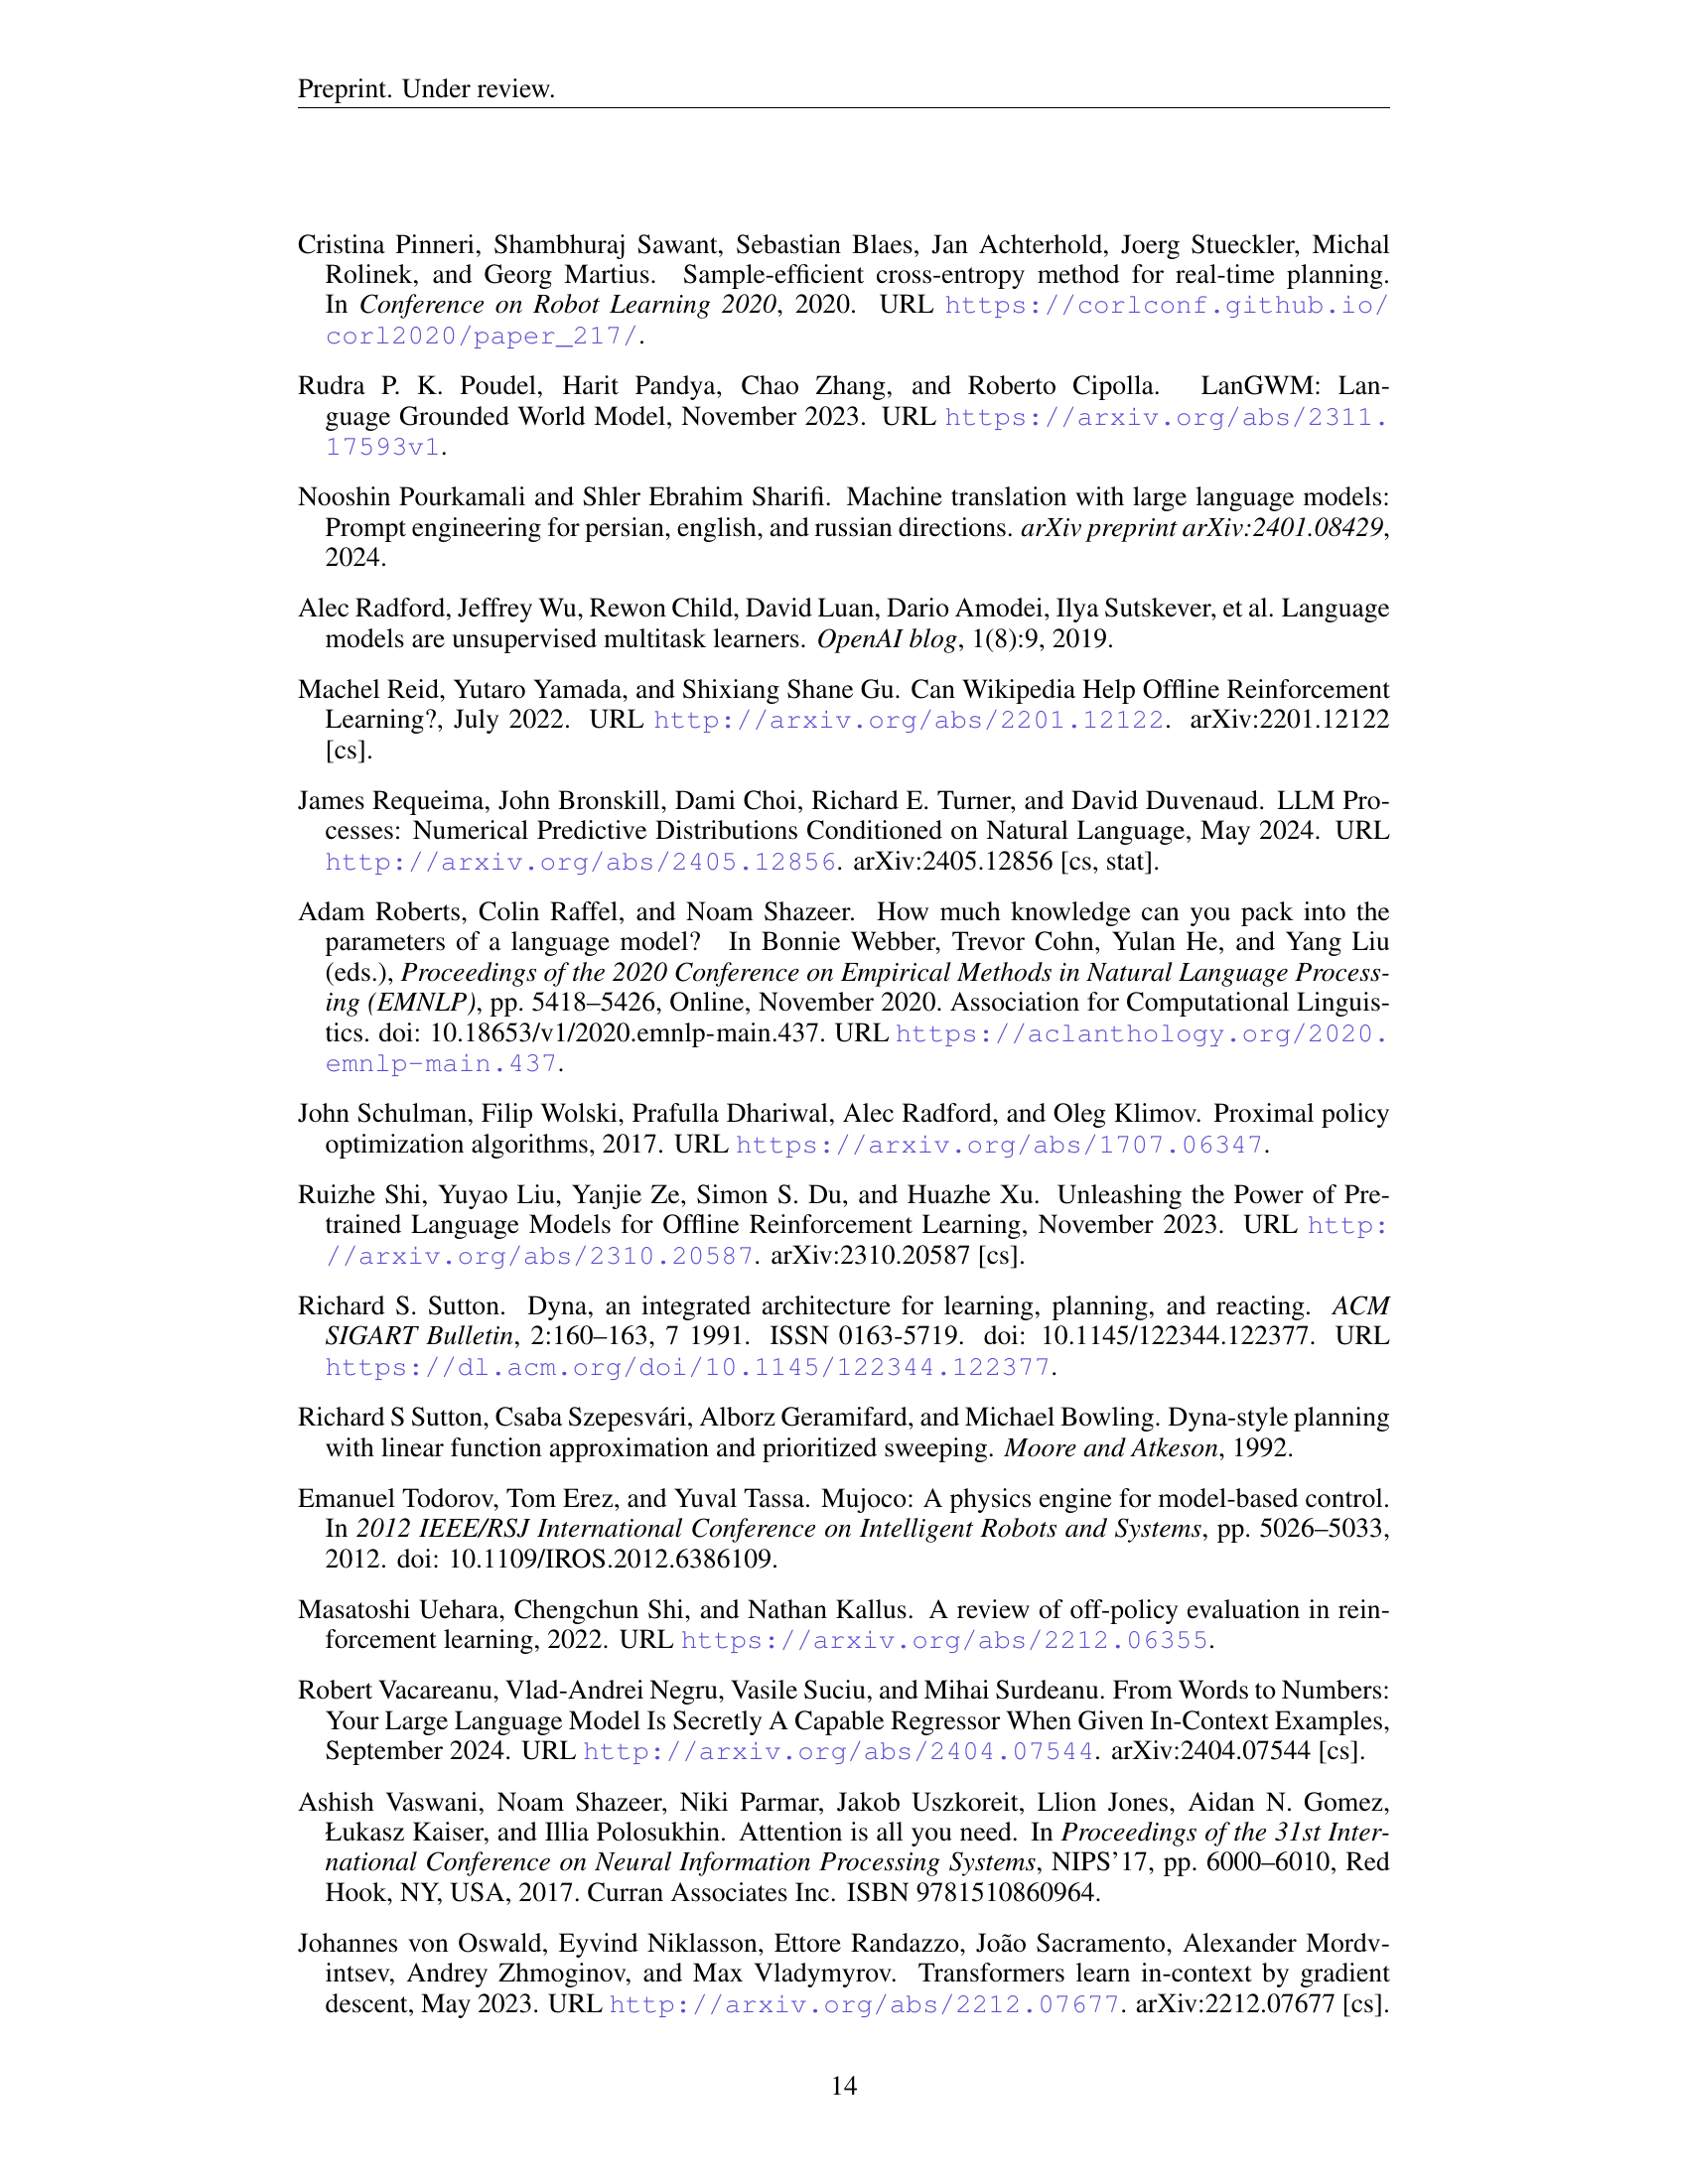 Preprint. Under review.
Cristina Pinneri, Shambhuraj Sawant, Sebastian Blaes, Jan Achterhold, Joerg Stueckler, Michal
Rolinek, and Georg Martius. Sample-efficient cross-entropy method for real-time planning.
In Conference on Robot Learning 2020, 2020. URL https://corlconf.github.io/
corl2020/paper_217/.
Rudra P. K. Poudel, Harit Pandya, Chao Zhang, and Roberto Cipolla. LanGWM: Lan-
guage Grounded World Model, November 2023. URL https://arxiv.org/abs/2311.
17593v1.
Nooshin Pourkamali and Shler Ebrahim Sharifi. Machine translation with large language models:
Prompt engineering for persian, english, and russian directions. arXiv preprint arXiv:2401.08429,
2024.
Alec Radford, Jeffrey Wu, Rewon Child, David Luan, Dario Amodei, Ilya Sutskever, et al. Language
models are unsupervised multitask learners. OpenAI blog, 1(8):9, 2019.
Machel Reid, Yutaro Yamada, and Shixiang Shane Gu. Can Wikipedia Help Offline Reinforcement
Learning?, July 2022. URL http://arxiv.org/abs/2201.12122. arXiv:2201.12122
[cs].
James Requeima, John Bronskill, Dami Choi, Richard E. Turner, and David Duvenaud. LLM Pro-
cesses: Numerical Predictive Distributions Conditioned on Natural Language, May 2024. URL
http://arxiv.org/abs/2405.12856. arXiv:2405.12856 [cs, stat].
Adam Roberts, Colin Raffel, and Noam Shazeer. How much knowledge can you pack into the
parameters of a language model? In Bonnie Webber, Trevor Cohn, Yulan He, and Yang Liu
(eds.), Proceedings of the 2020 Conference on Empirical Methods in Natural Language Process-
ing (EMNLP), pp. 5418–5426, Online, November 2020. Association for Computational Linguis-
tics. doi: 10.18653/v1/2020.emnlp-main.437. URL https://aclanthology.org/2020.
emnlp-main.437.
John Schulman, Filip Wolski, Prafulla Dhariwal, Alec Radford, and Oleg Klimov. Proximal policy
optimization algorithms, 2017. URL https://arxiv.org/abs/1707.06347.
Ruizhe Shi, Yuyao Liu, Yanjie Ze, Simon S. Du, and Huazhe Xu. Unleashing the Power of Pre-
trained Language Models for Offline Reinforcement Learning, November 2023. URL http:
//arxiv.org/abs/2310.20587. arXiv:2310.20587 [cs].
Richard S. Sutton. Dyna, an integrated architecture for learning, planning, and reacting. ACM
SIGART Bulletin, 2:160–163, 7 1991. ISSN 0163-5719. doi: 10.1145/122344.122377. URL
https://dl.acm.org/doi/10.1145/122344.122377.
Richard S Sutton, Csaba Szepesvári, Alborz Geramifard, and Michael Bowling. Dyna-style planning
with linear function approximation and prioritized sweeping. Moore and Atkeson, 1992.
Emanuel Todorov, Tom Erez, and Yuval Tassa. Mujoco: A physics engine for model-based control.
In 2012 IEEE/RSJ International Conference on Intelligent Robots and Systems, pp. 5026–5033,
2012. doi: 10.1109/IROS.2012.6386109.
Masatoshi Uehara, Chengchun Shi, and Nathan Kallus. A review of off-policy evaluation in rein-
forcement learning, 2022. URL https://arxiv.org/abs/2212.06355.
Robert Vacareanu, Vlad-Andrei Negru, Vasile Suciu, and Mihai Surdeanu. From Words to Numbers:
Your Large Language Model Is Secretly A Capable Regressor When Given In-Context Examples,
September 2024. URL http://arxiv.org/abs/2404.07544. arXiv:2404.07544 [cs].
Ashish Vaswani, Noam Shazeer, Niki Parmar, Jakob Uszkoreit, Llion Jones, Aidan N. Gomez,
Łukasz Kaiser, and Illia Polosukhin. Attention is all you need. In Proceedings of the 31st Inter-
national Conference on Neural Information Processing Systems, NIPS'17, pp. 6000–6010, Red
Hook, NY, USA, 2017. Curran Associates Inc. ISBN 9781510860964.
Johannes von Oswald, Eyvind Niklasson, Ettore Randazzo, João Sacramento, Alexander Mordv-
intsev, Andrey Zhmoginov, and Max Vladymyrov. Transformers learn in-context by gradient
descent, May 2023. URL http://arxiv.org/abs/2212.07677. arXiv:2212.07677 [cs].
14